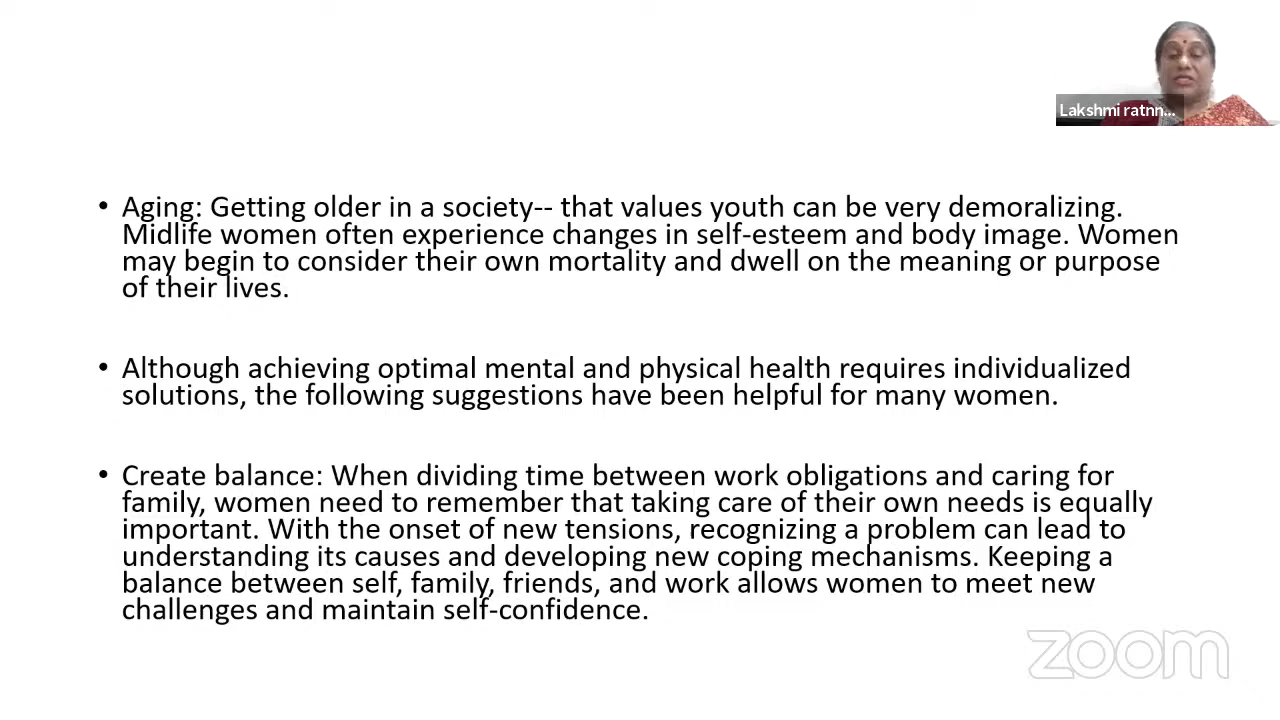 Lakshmi ratnn...
• Aging: Getting older in a society-- that values youth can be very demoralizing.
Midlife women often experience changes in self-esteem and body image. Women
may begin to consider their own mortality and dwell on the meaning or purpose
of their lives.
• Although achieving optimal mental and physical health requires individualized
solutions, the following suggestions have been helpful for many women.
• Create balance: When dividing time between work obligations and caring for
family, women need to remember that taking care of their own needs is equally
important. With the onset of new tensions, recognizing a problem can lead to
understanding its causes and developing new coping mechanisms. Keeping a
balance between self, family, friends, and work allows women to meet new
challenges and maintain self-confidence.
zoom